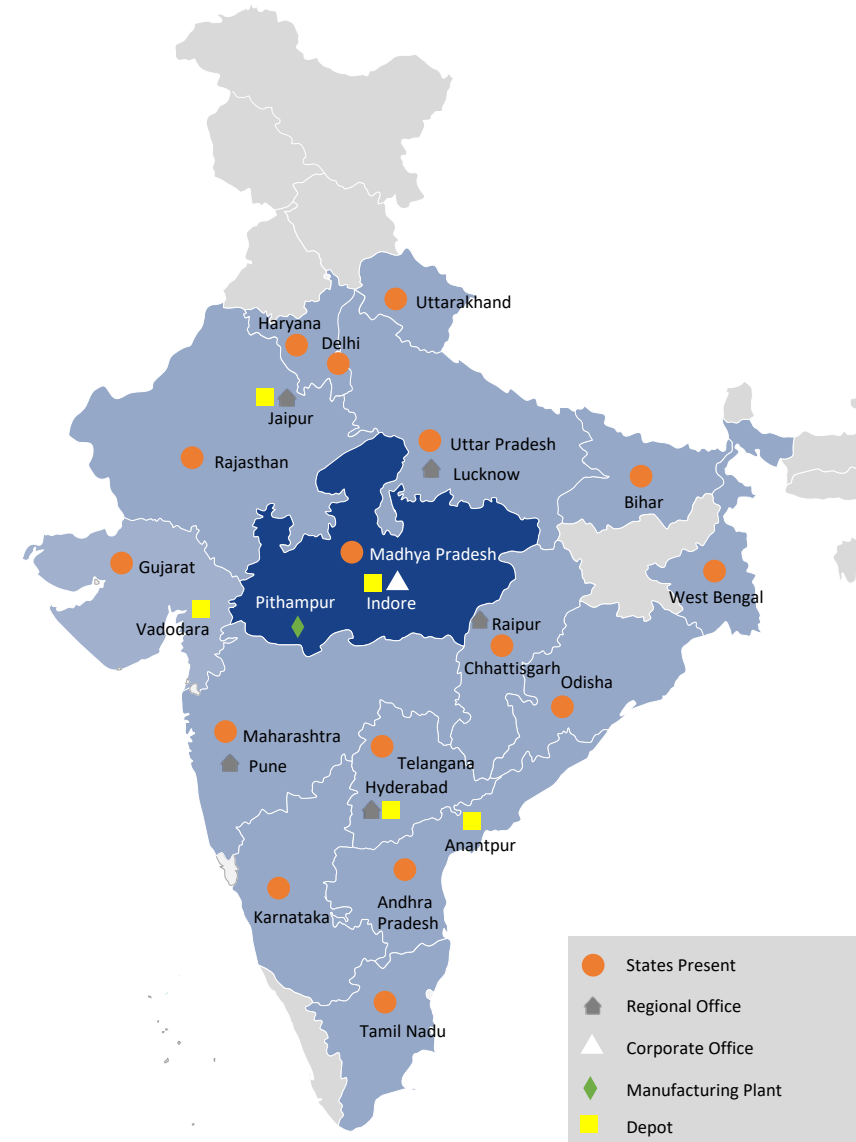 Uttarakhand
Haryana
Delhi
Jaipur
Uttar Pradesh
Rajasthan
Lucknow
Bihar
Madhya Pradesh
Gujarat
Pithampur
Indore
West Bengal
Vadodara
Raipur
Chhattisgarh
Odisha
Maharashtra
Telangana
Pune
Hyderabad
Anantpur
Karnataka
Andhra
Pradesh
Tamil Nadu
States Present
Regional Office
Corporate Office
Manufacturing Plant
Depot